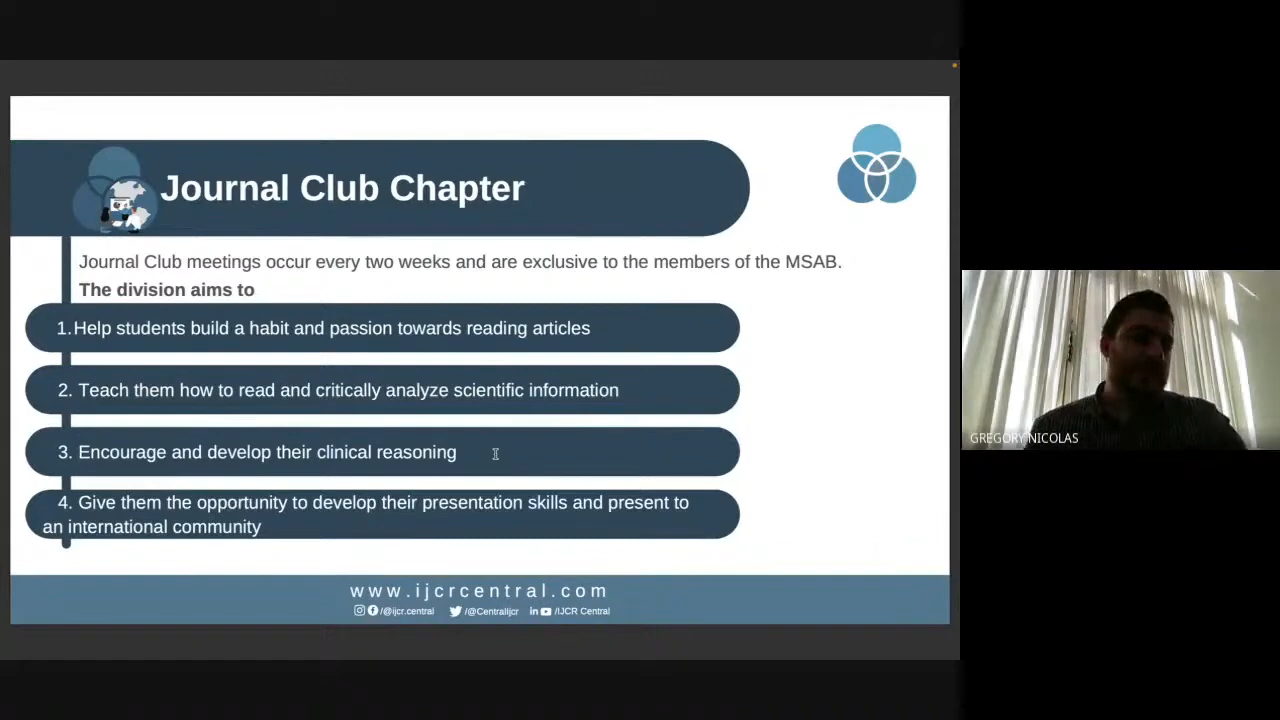 Journal Club Chapter
Journal Club meetings occur every two weeks and are exclusive to the members of the MSAB.
The division aims to
1.Help students build a habit and passion towards reading articles
2. Teach them how to read and critically analyze scientific information
3. Encourage and develop their clinical reasoning
4. Give them the opportunity to develop their presentation skills and present to
an international community
www.ijcrcentral.com
/@ijcr.central /@CentralIjcr in /IJCR Central
GREGORY NICOLAS